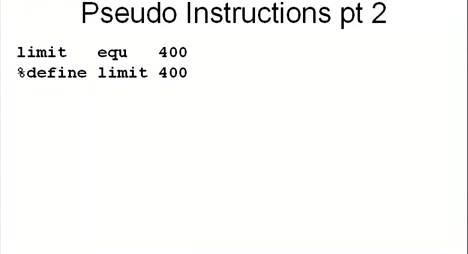 Pseudo Instructions pt 2
limit equ 400
%define limit 400